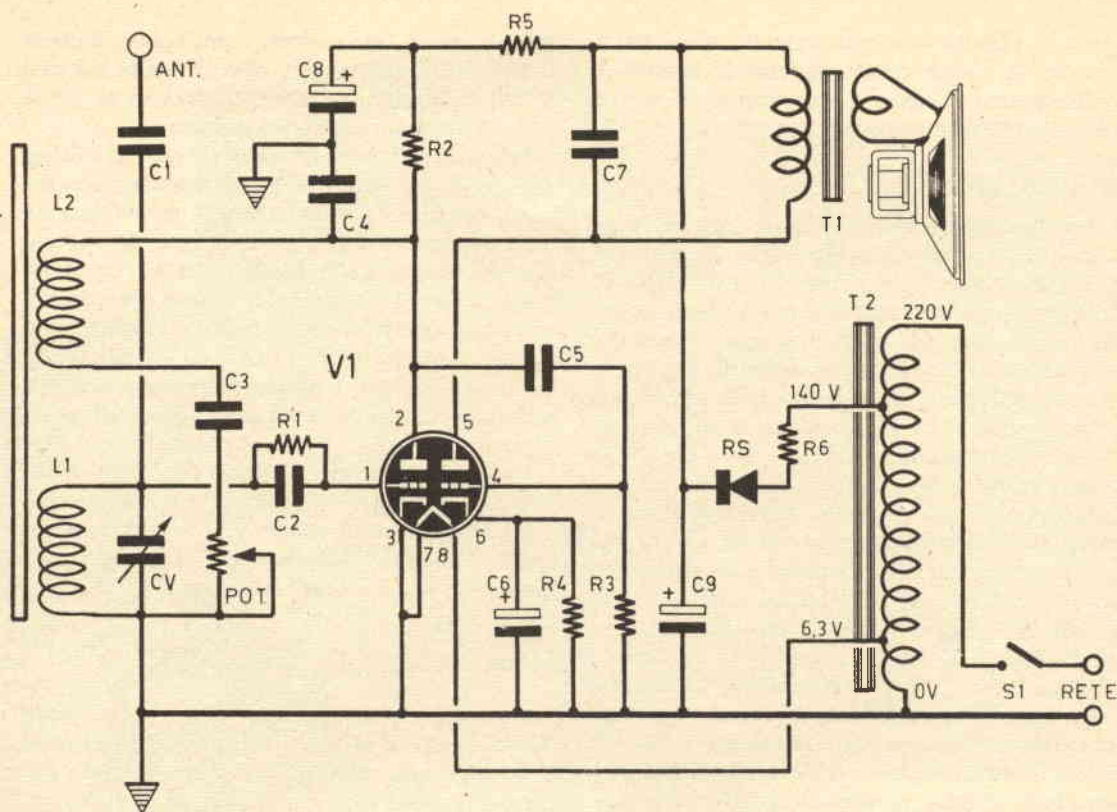 R5
ANT.
C8
+
R2
C1
C7
L2
C4
T1
T2
220 V
V1
C5
C3
140 V
R1
2
5
RS
R6
L1
1
4
C2
3
7 8
6
CV
POT.
C6
+
R4
R3
+
C9
6,3 V
0V
S1
RETE